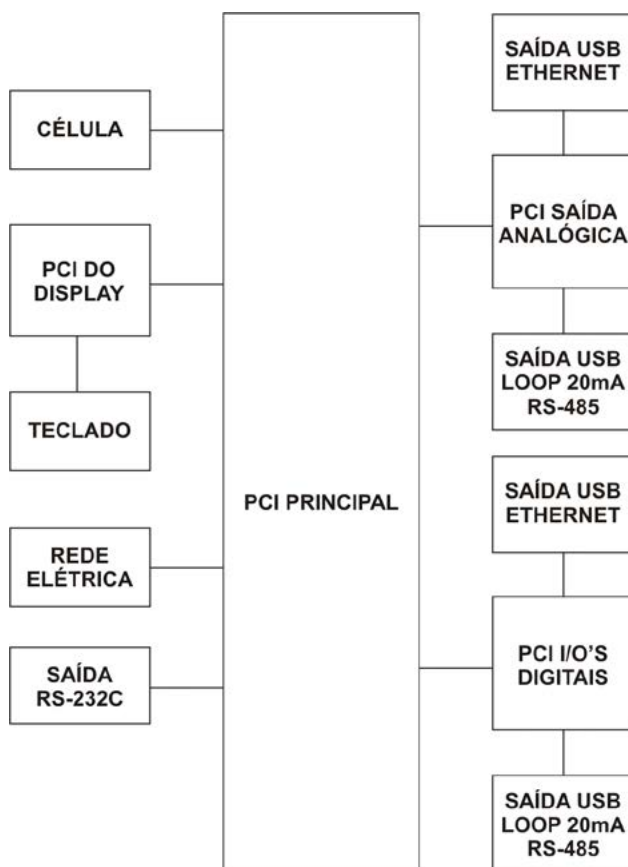 CÉLULA
PCI DO
DISPLAY
TECLADO
REDE
ELÉTRICA
SAÍDA
RS-232C
PCI PRINCIPAL
SAÍDA USB
ETHERNET
PCI SAÍDA
ANALÓGICA
SAÍDA USB
LOOP 20mA
RS-485
SAÍDA USB
ETHERNET
PCI I/O'S
DIGITAIS
SAÍDA USB
LOOP 20mA
RS-485